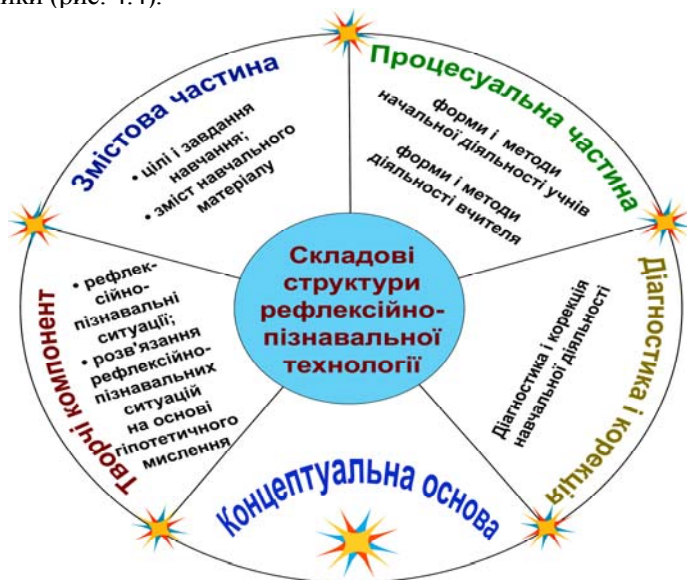 ики (рис. 4.4).
Змістова частина
• цілі і завдання
навчання;
• зміст навчального
матеріалу
Процесуальна частина
форми і методи
начальної діяльності учнів
форми і методи
діяльності вчителя
Складові
структури
рефлексійно-
пізнавальної
технології
Творчі компонент
• рефлек-
сійно-
пізнавальні
ситуації;
• розв'язання
рефлексійно-
пізнавальних
ситуацій
на основі
гіпотетичного
мислення
Діагностика і корекція
Діагностика і корекція
навчальної діяльності
Концептуальна основа